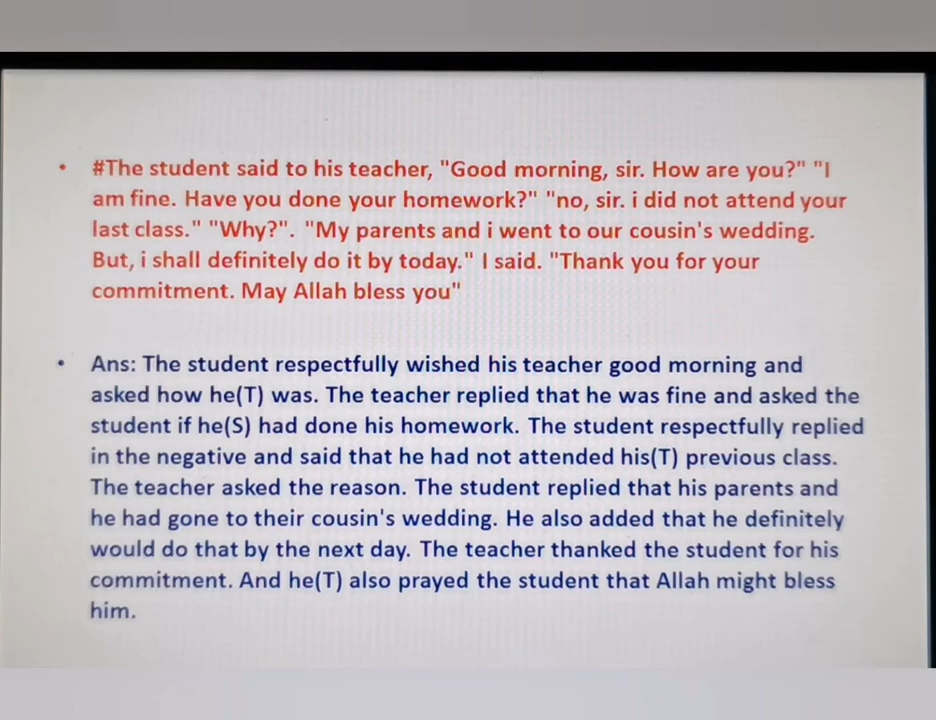 • #The student said to his teacher, "Good morning, sir. How are you?" "I
am fine. Have you done your homework?" "no, sir. i did not attend your
last class." "Why?". "My parents and i went to our cousin's wedding.
But, i shall definitely do it by today." I said. "Thank you for your
commitment. May Allah bless you"
• Ans: The student respectfully wished his teacher good morning and
asked how he(T) was. The teacher replied that he was fine and asked the
student if he(S) had done his homework. The student respectfully replied
in the negative and said that he had not attended his(T) previous class.
The teacher asked the reason. The student replied that his parents and
he had gone to their cousin's wedding. He also added that he definitely
would do that by the next day. The teacher thanked the student for his
commitment. And he(T) also prayed the student that Allah might bless
him.